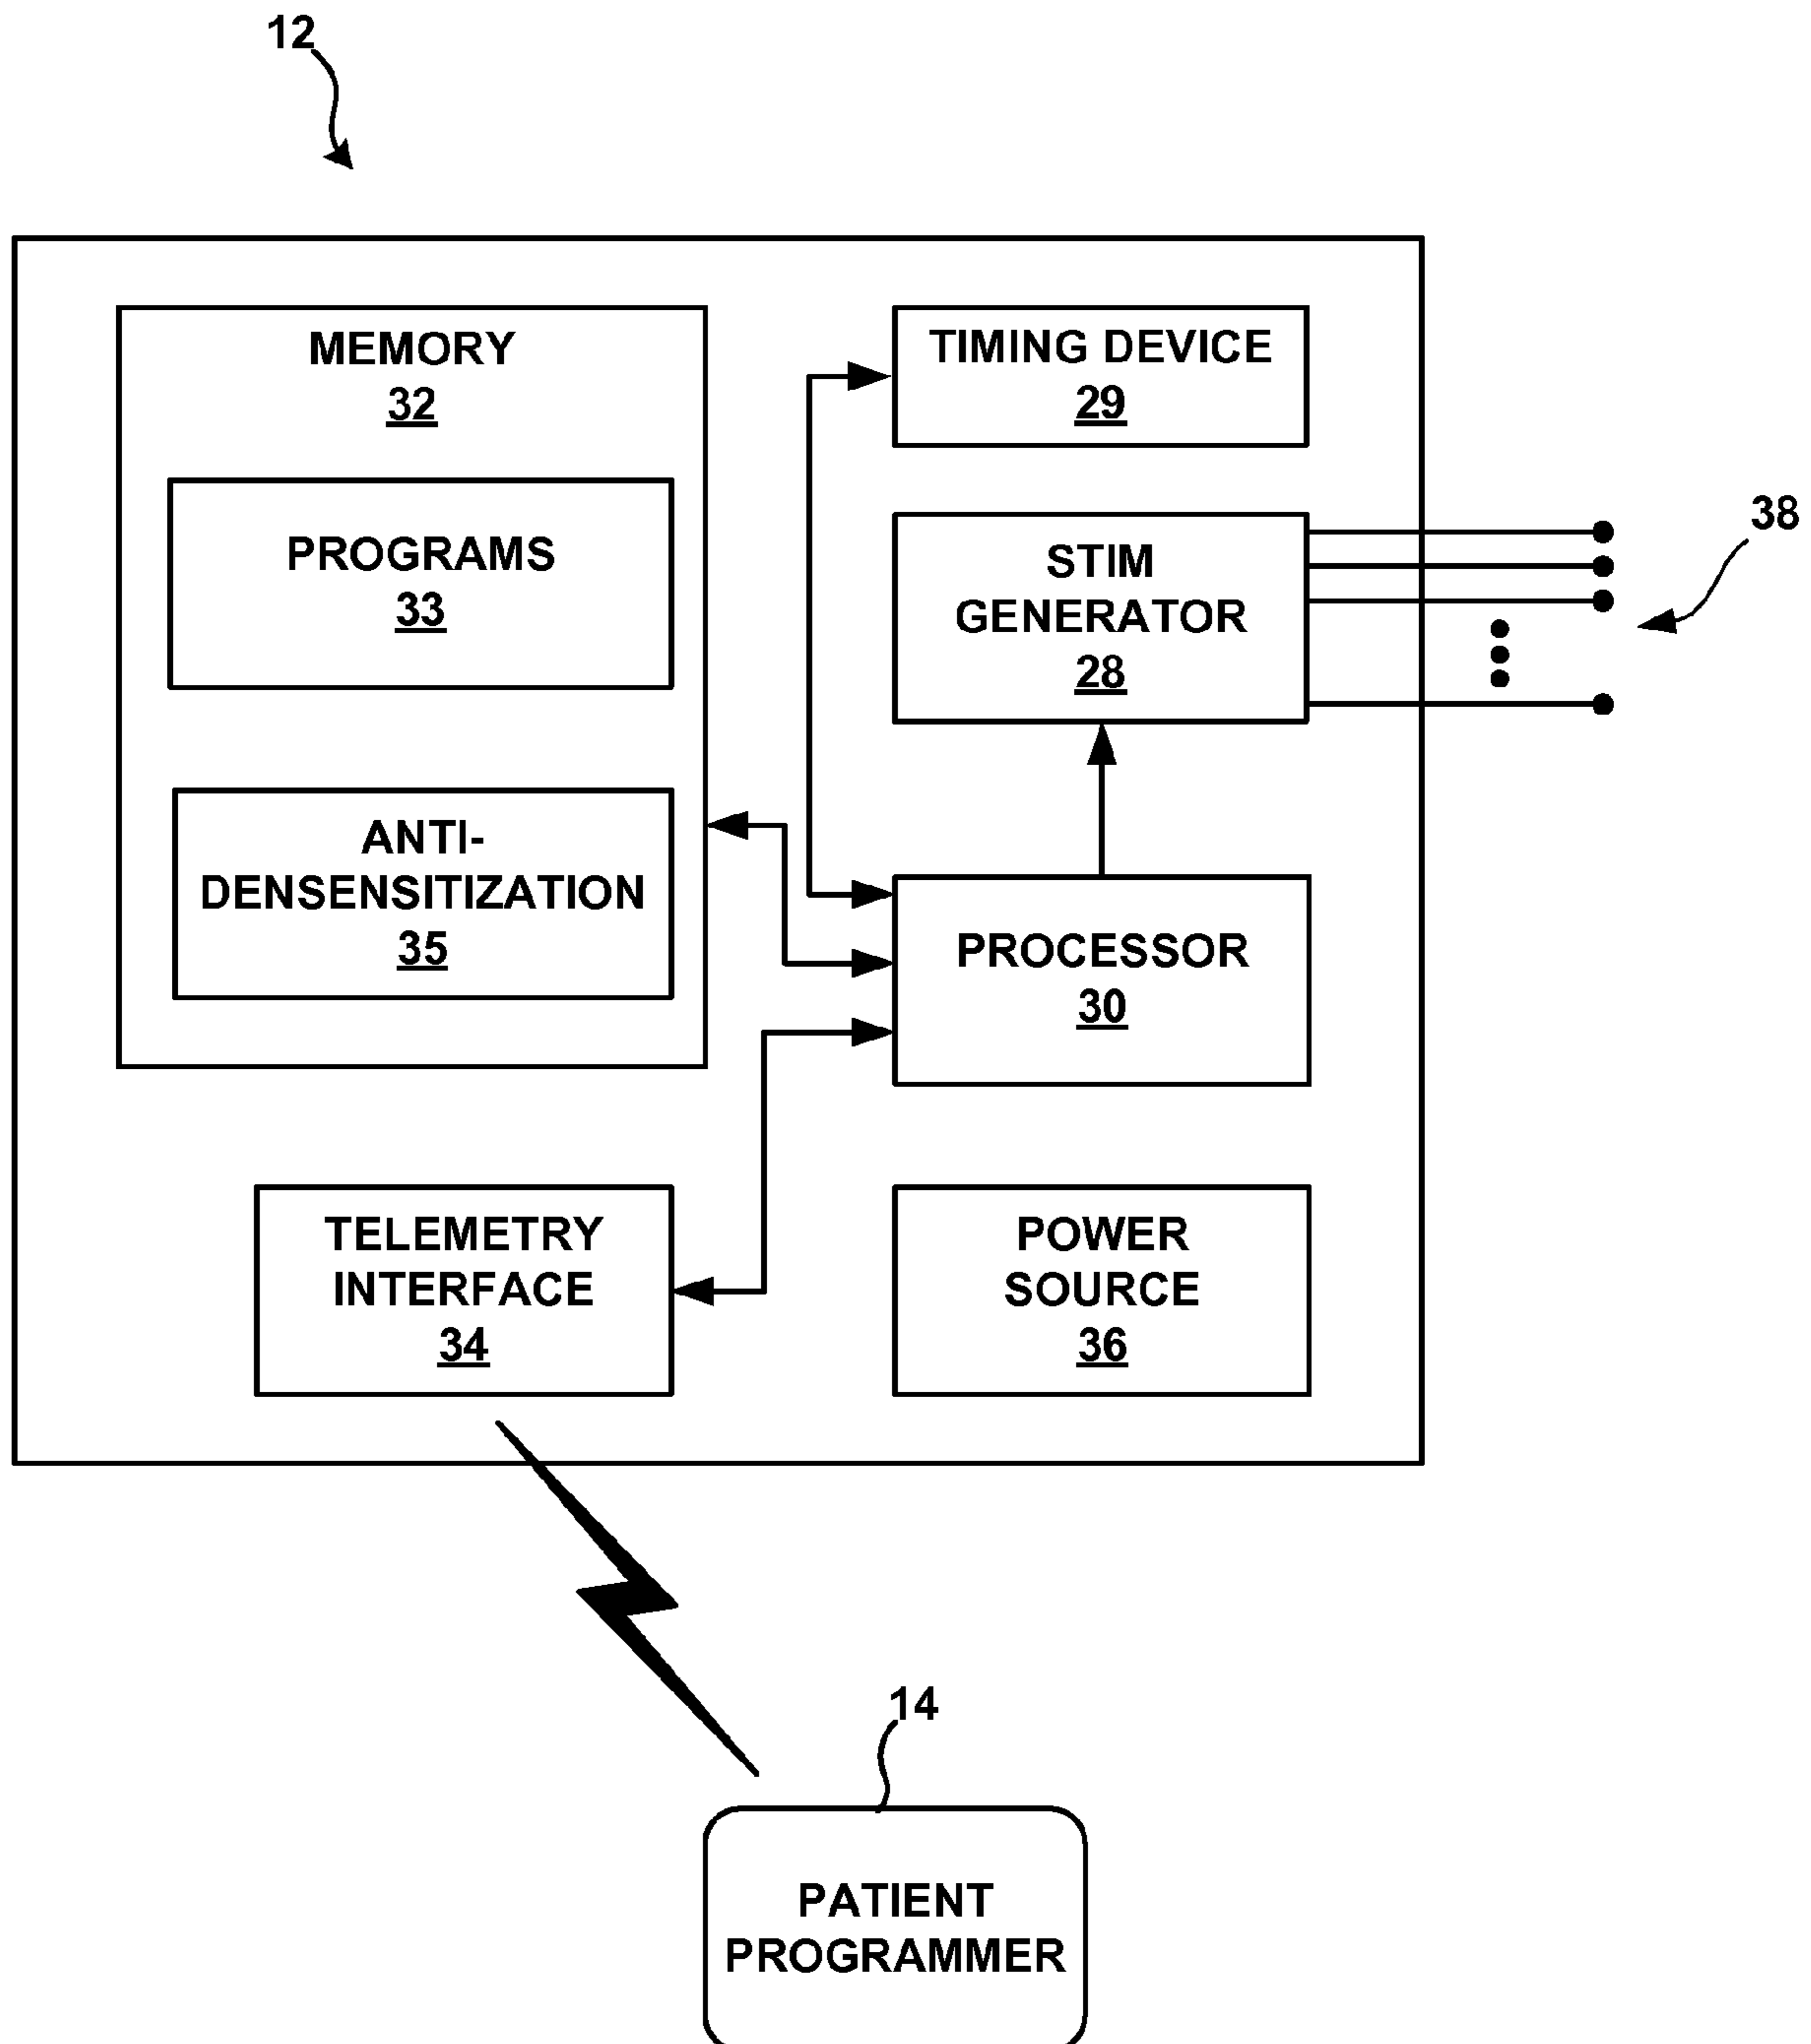 12
MEMORY
32
PROGRAMS
33
ANTI-
DENSENSITIZATION
35
TIMING DEVICE
29
STIM
GENERATOR
28
38
PROCESSOR
30
TELEMETRY
INTERFACE
34
POWER
SOURCE
36
14
PATIENT
PROGRAMMER